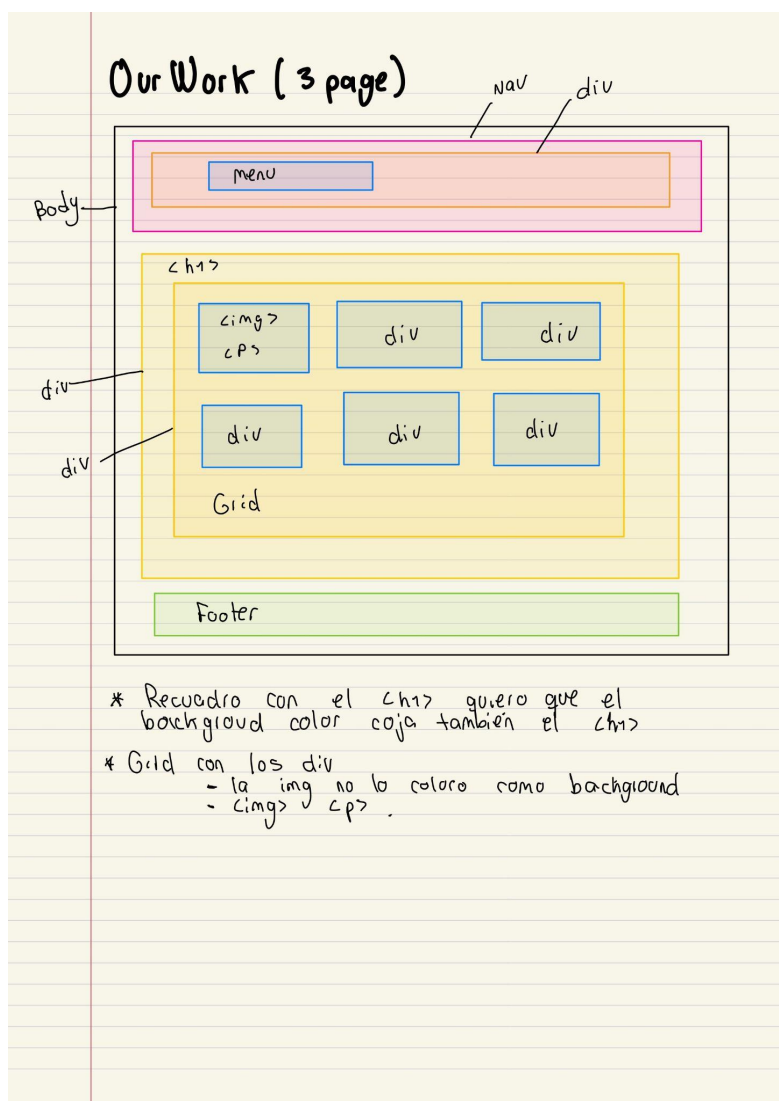 Our Work (3 page)
Nav
div
menu
Body
<h1>
<img>
<p>
div
div
div
div
div
div
div
Grid
Footer
* Recuadro con el <h1> quiero que el
backgroud color coja también el <h1>
* Grid con los div
- la img no lo coloco como background
- <img> <p>.